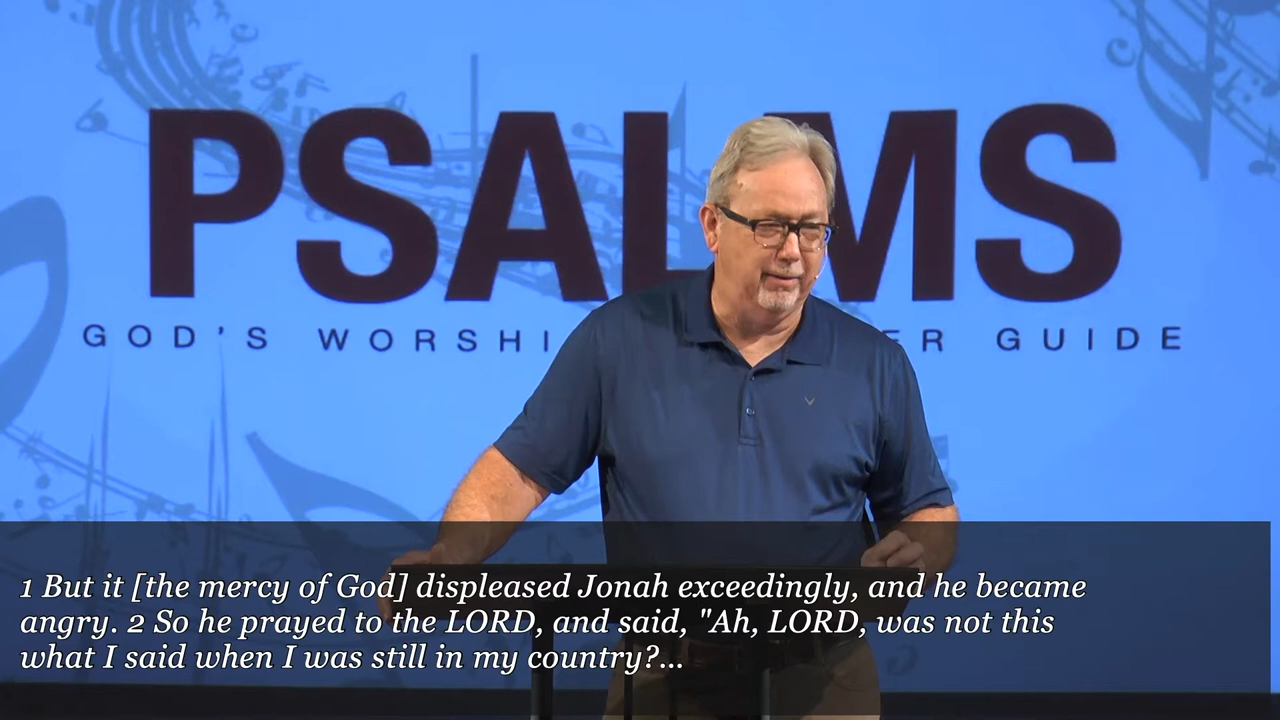 PSALMS
GOD'S WORSHI ER GUIDE
1 But it [the mercy of God] displeased Jonah exceedingly, and he became
angry. 2 So he prayed to the LORD, and said, "Ah, LORD, was not this
what I said when I was still in my country?...